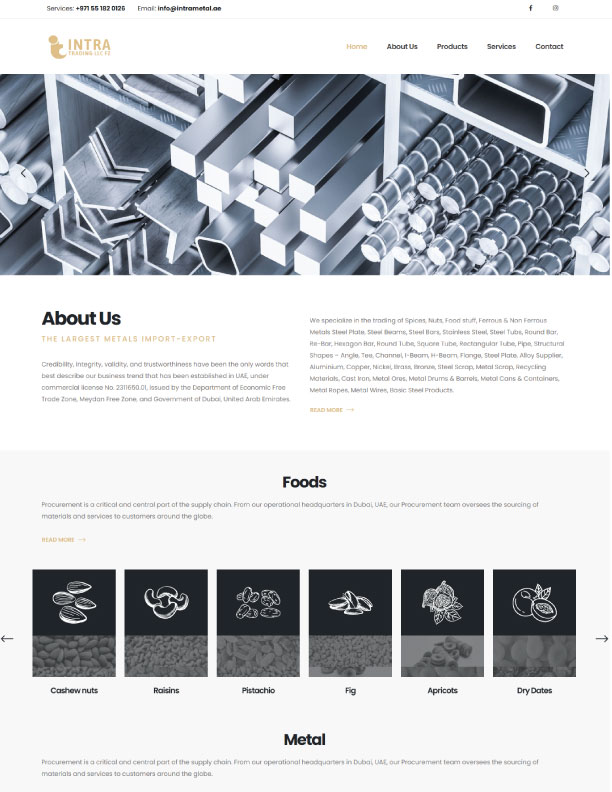 Services: +971 55 182 0126 Email: info@intrametal.ae
INTRA
TRADING LLC FZ
Home About Us Products Services Contact
About Us
THE LARGEST METALS IMPORT-EXPORT
Credibility, integrity, validity, and trustworthiness have been the only words that
best describe our business trend that has been established in UAE, under
commercial license No. 2311650.01, issued by the Department of Economic Free
Trade Zone, Meydan Free Zone, and Government of Dubai, United Arab Emirates.
We specialize in the trading of Spices, Nuts, Food stuff, Ferrous & Non Ferrous
Metals Steel Plate, Steel Beams, Steel Bars, Stainless Steel, Steel Tubs, Round Bar,
Re-Bar, Hexagon Bar, Round Tube, Square Tube, Rectangular Tube, Pipe, Structural
Shapes – Angle, Tee, Channel, I-Beam, H-Beam, Flange, Steel Plate, Alloy Supplier,
Aluminium, Copper, Nickel, Brass, Bronze, Steel Scrap, Metal Scrap, Recycling
Materials, Cast Iron, Metal Ores, Metal Drums & Barrels, Metal Cans & Containers,
Metal Ropes, Metal Wires, Basic Steel Products.
READ MORE
Foods
Procurement is a critical and central part of the supply chain. From our operational headquarters in Dubai, UAE, our Procurement team oversees the sourcing of
materials and services to customers around the globe.
READ MORE
Cashew nuts Raisins Pistachio Fig Apricots Dry Dates
Metal
Procurement is a critical and central part of the supply chain. From our operational headquarters in Dubai, UAE, our Procurement team oversees the sourcing of
materials and services to customers around the globe.